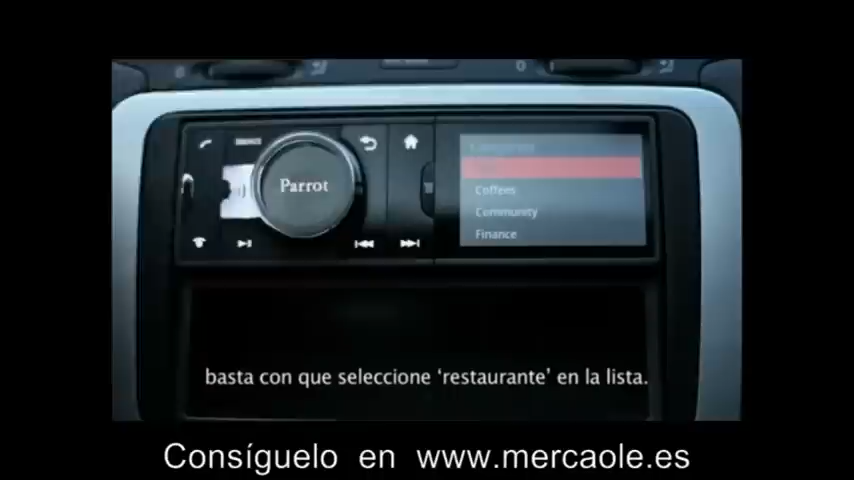 Parrot
Coffees
Community
Finance
basta con que seleccione ‘restaurante’ en la lista.
Consíguelo en www.mercaole.es